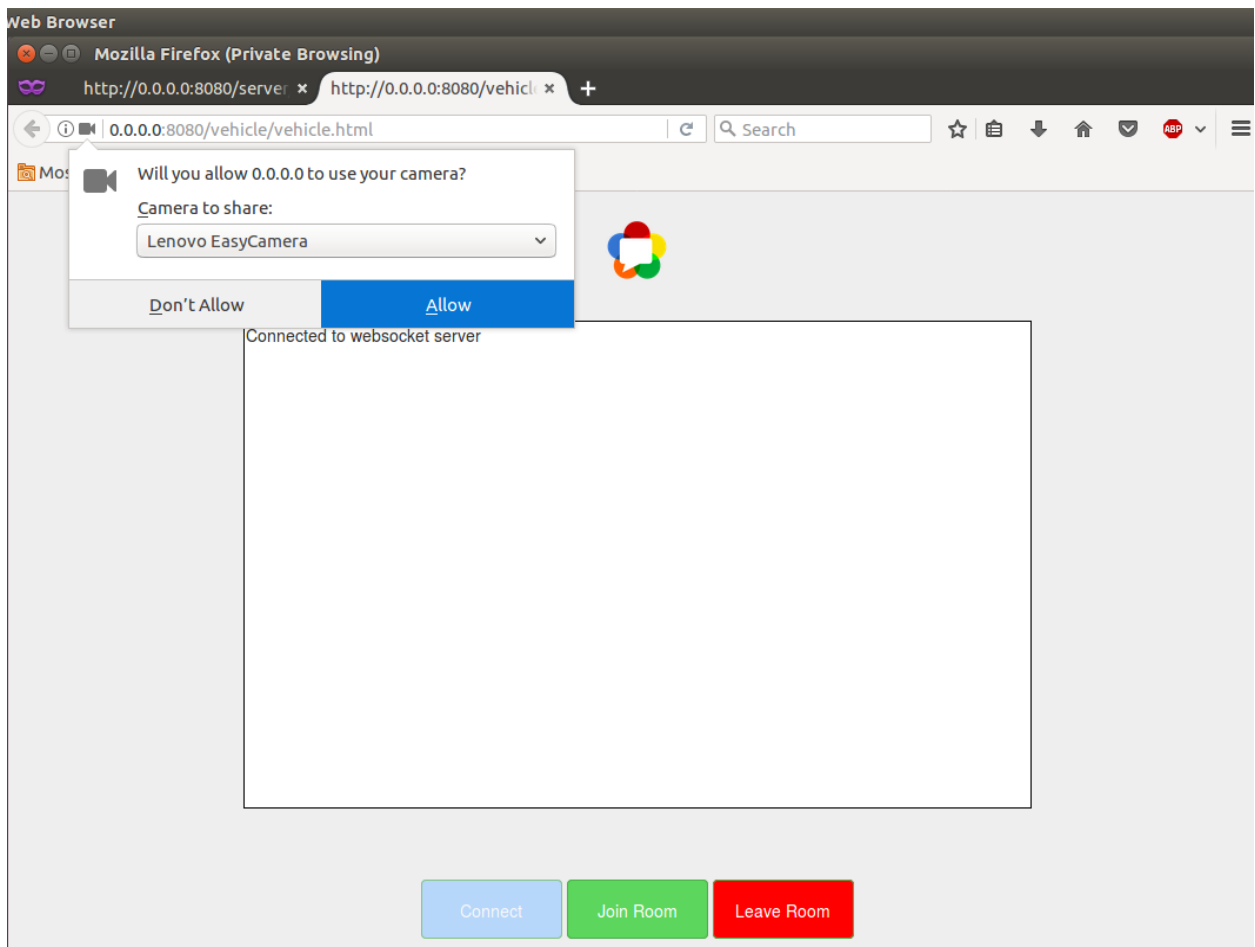 Web Browser
Mozilla Firefox (Private Browsing)
http://0.0.0.0:8080/server http://0.0.0.0:8080/vehicl
0.0.0.0:8080/vehicle/vehicle.html Search ABP
Mos
Will you allow 0.0.0.0 to use your camera?
Camera to share:
Lenovo EasyCamera
Don't Allow Allow
Connected to websocket server
Connect Join Room Leave Room